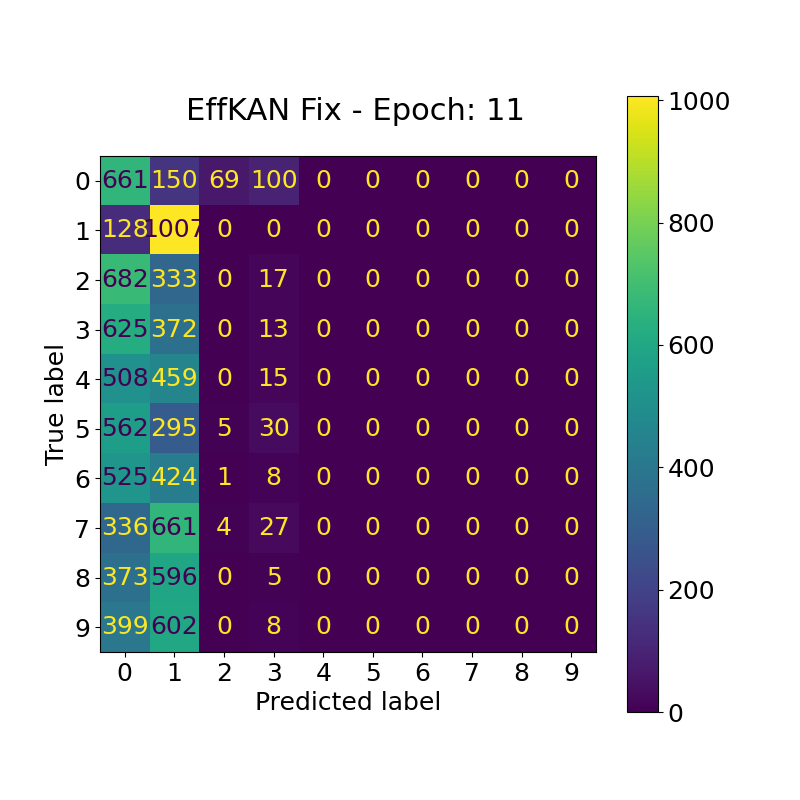 EffKAN Fix - Epoch: 11
0 661 150 69 100 0 0 0 0 0 0
1 128 1007 0 0 0 0 0 0 0 0
2 682 333 0 17 0 0 0 0 0 0
3 625 372 0 13 0 0 0 0 0 0
4 508 459 0 15 0 0 0 0 0 0
5 562 295 5 30 0 0 0 0 0 0
6 525 424 1 8 0 0 0 0 0 0
7 336 661 4 27 0 0 0 0 0 0
8 373 596 0 5 0 0 0 0 0 0
9 399 602 0 8 0 0 0 0 0 0
0 1 2 3 4 5 6 7 8 9
Predicted label
True label
1000
800
600
400
200
0